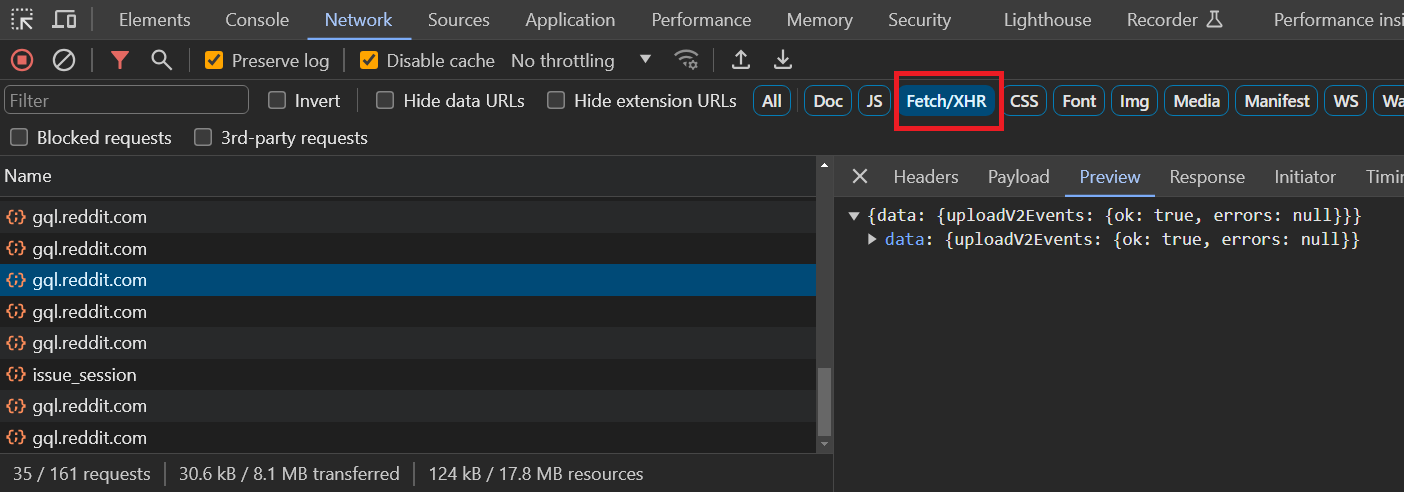 Elements Console Network Sources Application Performance Memory Security Lighthouse Recorder Performance insi
Preserve log Disable cache No throttling
Filter Invert Hide data URLs Hide extension URLs All Doc JS Fetch/XHR CSS Font Img Media Manifest WS Wa
Blocked requests 3rd-party requests
Name
gql.reddit.com
gql.reddit.com
gql.reddit.com
gql.reddit.com
gql.reddit.com
issue_session
gql.reddit.com
gql.reddit.com
35 / 161 requests 30.6 kB / 8.1 MB transferred 124 kB / 17.8 MB resources
Headers Payload Preview Response Initiator Timin
{data: {uploadV2Events: {ok: true, errors: null}}}
data: {uploadV2Events: {ok: true, errors: null}}